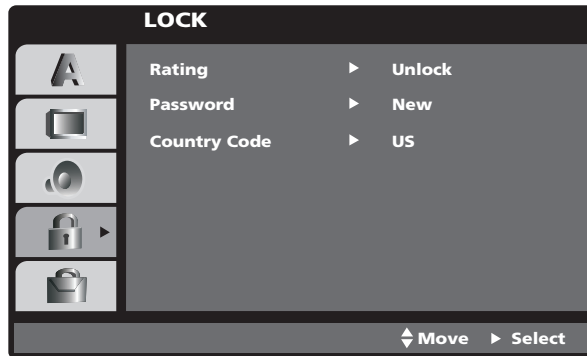 LOCK
A
Rating ► Unlock
Password ► New
Country Code ► US
Move ► Select